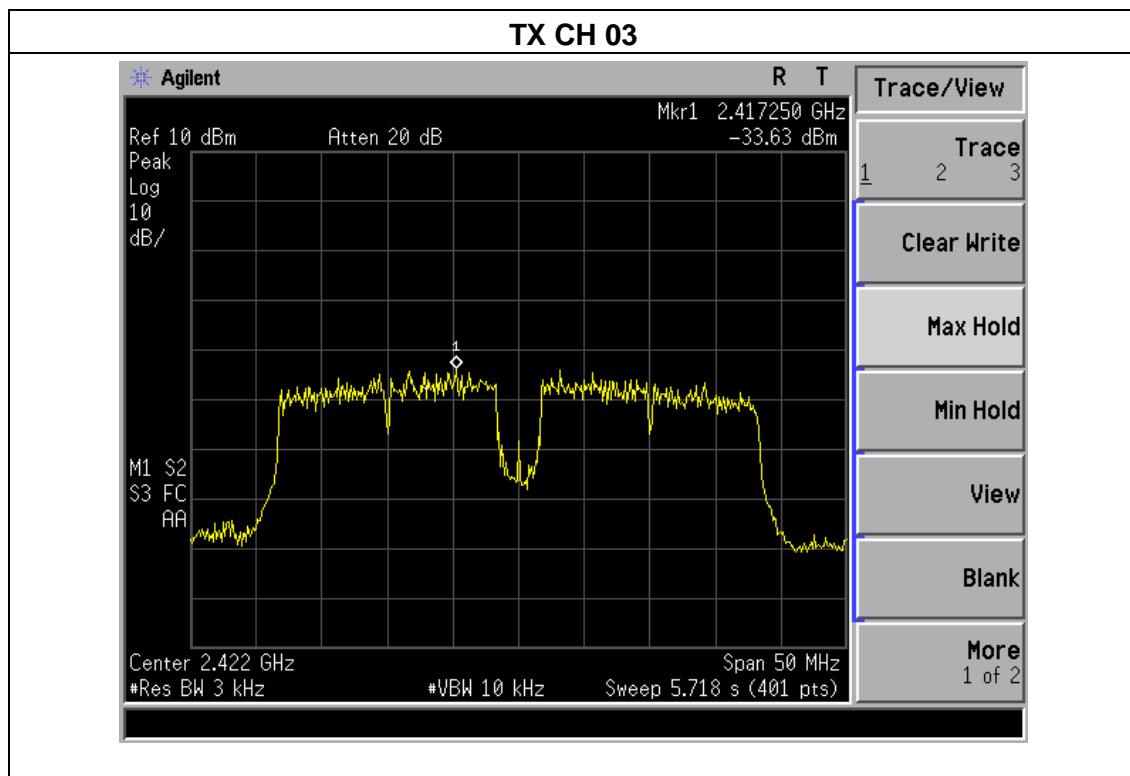 TX CH 03
Agilent
R T
Mkr1 2.417250 GHz
Ref 10 dBm Atten 20 dB -33.63 dBm
Peak
Log
10
dB/
1
M1 S2
S3 FC
AA
Center 2.422 GHz Span 50 MHz
#Res BW 3 kHz #VBW 10 kHz Sweep 5.718 s (401 pts)
Trace/View
Trace
1 2 3
Clear Write
Max Hold
Min Hold
View
Blank
More
1 of 2